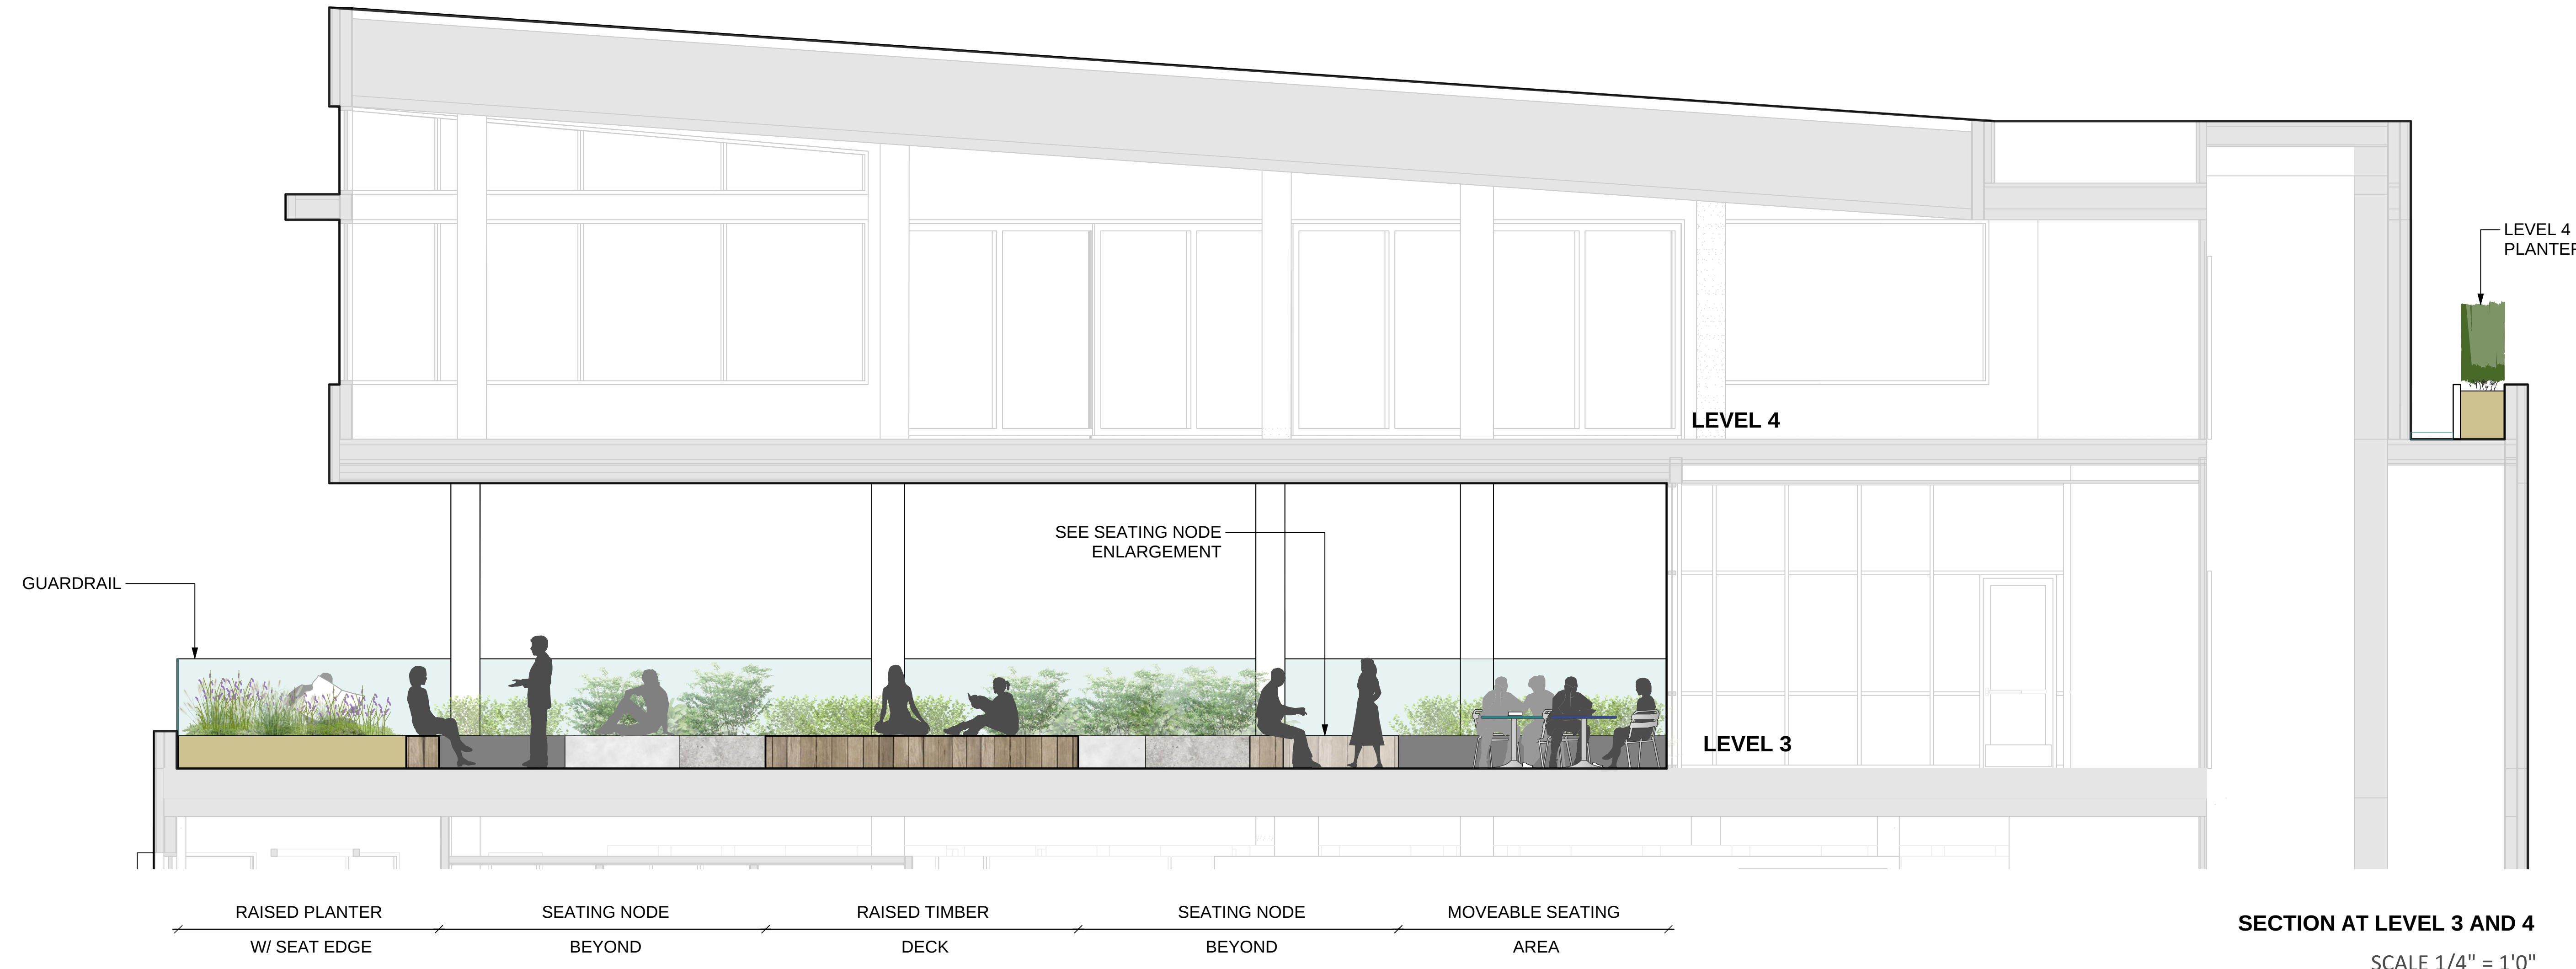 LEVEL 4
PLANTER
LEVEL 4
SEE SEATING NODE
ENLARGEMENT
GUARDRAIL
LEVEL 3
RAISED PLANTER
W/ SEAT EDGE
SEATING NODE
BEYOND
RAISED TIMBER
DECK
SEATING NODE
BEYOND
MOVEABLE SEATING
AREA
SECTION AT LEVEL 3 AND 4
SCALE 1/4" = 1'0"